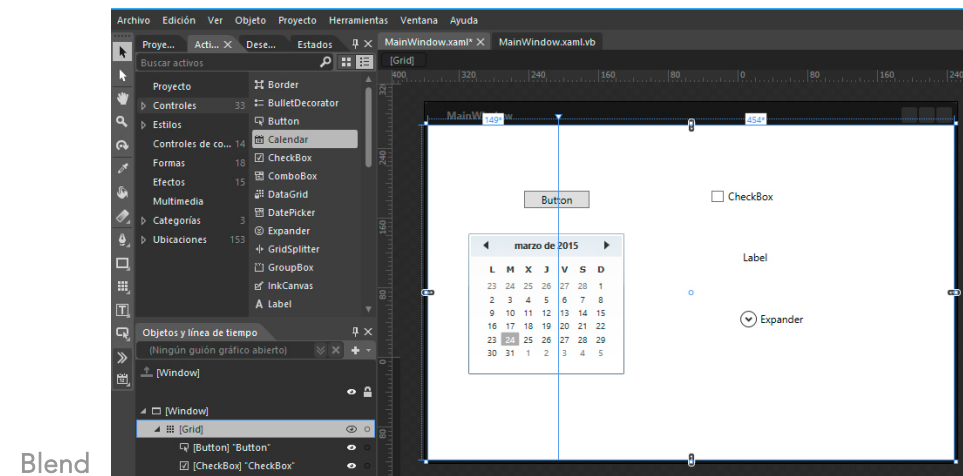 Archivo Edición Ver Objeto Proyecto Herramientas Ventana Ayuda
Proye... Acti... Dese... Estados
Buscar activos
Proyecto
Controles 33
Estilos
Controles de co... 14
Formas 18
Efectos 15
Multimedia
Categorías 3
Ubicaciones 153
Border
BulletDecorator
Button
Calendar
CheckBox
ComboBox
DataGrid
DatePicker
Expander
GridSplitter
GroupBox
InkCanvas
Label
Objetos y línea de tiempo
(Ningún guión gráfico abierto)
[Window]
[Window]
[Grid]
[Button] "Button"
[CheckBox] "CheckBox"
MainWindow.xaml* MainWindow.xaml.vb
[Grid]
400 320 240 160 80 0 80 160 240
320
240
160
80
0
80
MainWindow
149* 454*
Button
CheckBox
marzo de 2015
L M X J V S D
23 24 25 26 27 28 1
2 3 4 5 6 7 8
9 10 11 12 13 14 15
16 17 18 19 20 21 22
23 24 25 26 27 28 29
30 31 1 2 3 4 5
Label
Expander
Blend